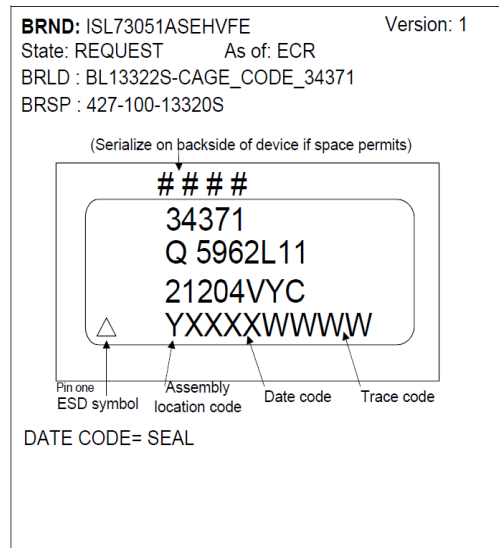 BRND: ISL73051ASEHVFE Version: 1
State: REQUEST As of: ECR
BRLD : BL13322S-CAGE_CODE_34371
BRSP : 427-100-13320S
(Serialize on backside of device if space permits)
# # # #
34371
Q 5962L11
21204VYC
YXXXXWWWW
Pin one
ESD symbol
Assembly
location code
Date code
Trace code
DATE CODE= SEAL